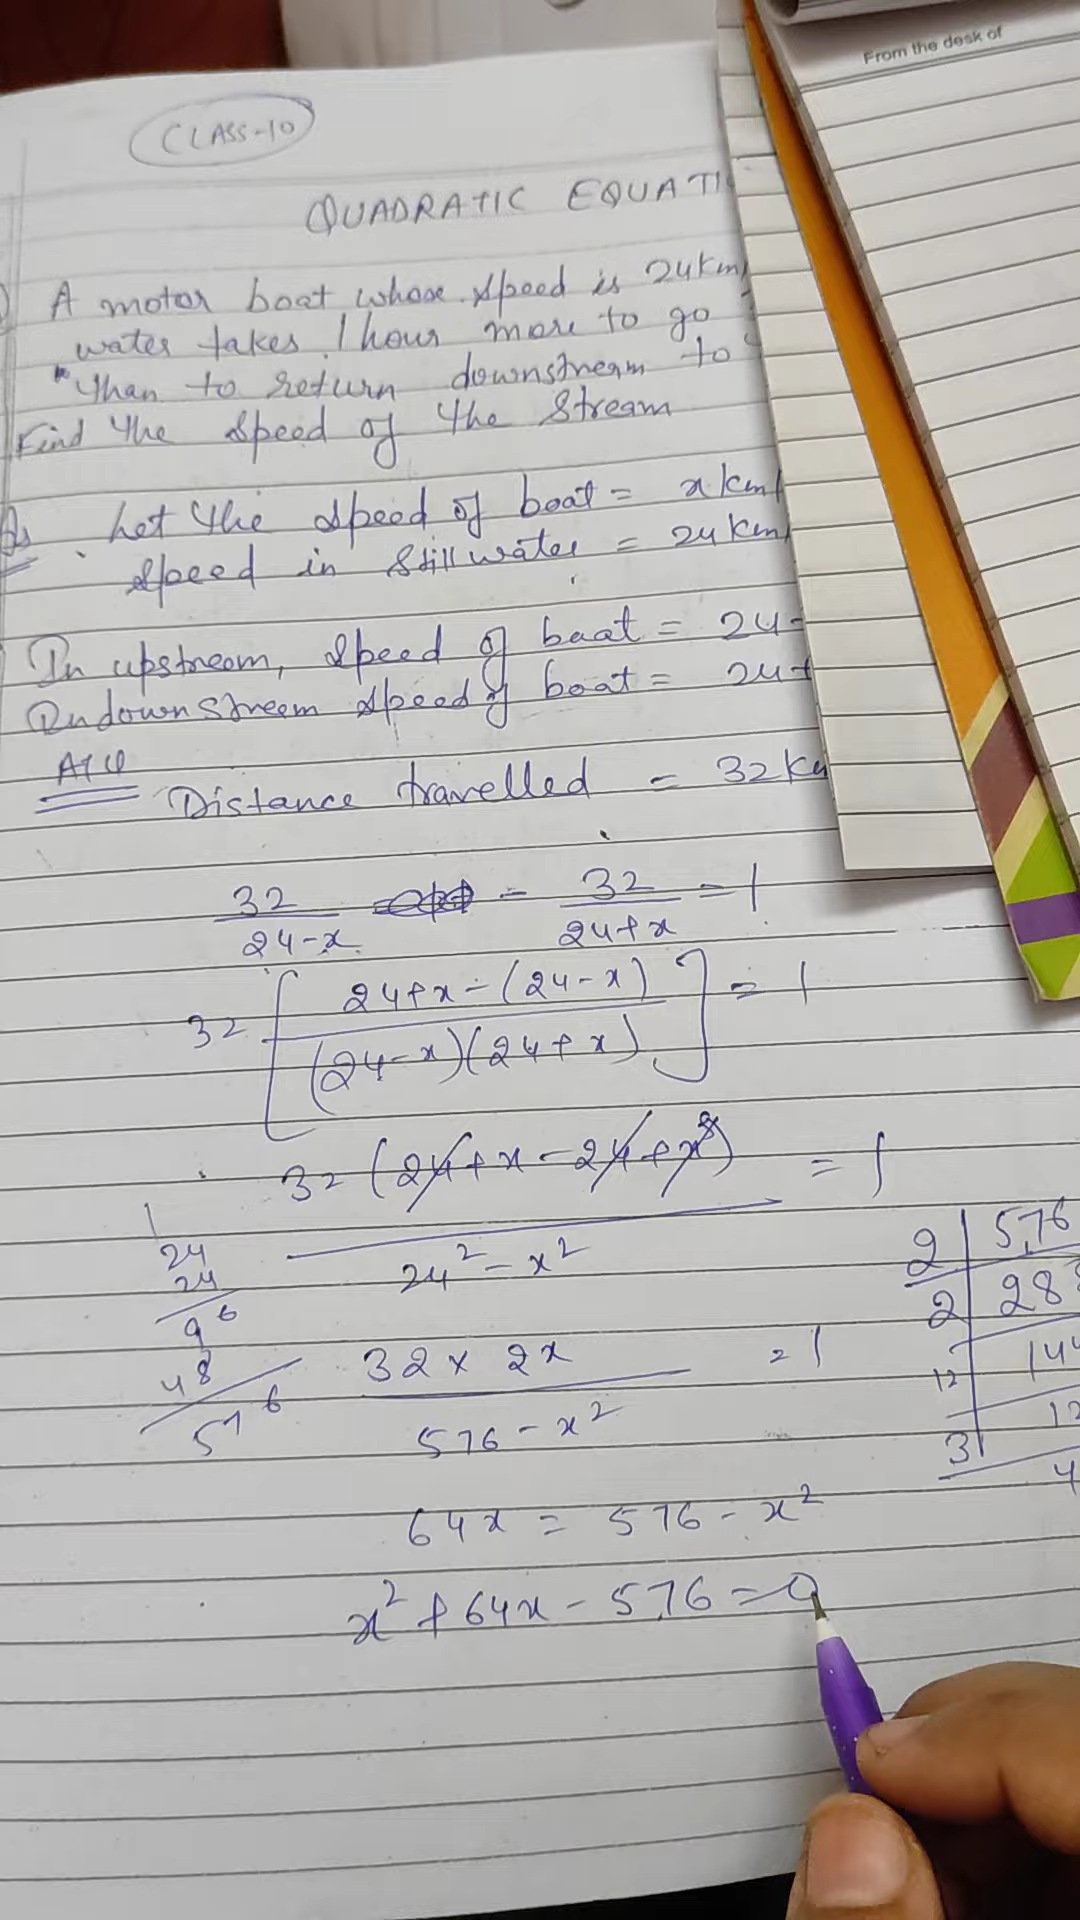 From the desk of
CLASS-10
QUADRATIC EQUATI
A motor boat whose speed is 24km/
water takes 1 hour more to go
than to return downstream to
Find the speed of the stream
Let the speed of boat = x km/
speed in still water = 24 km/
In upstream, speed of boat = 24-
In downstream speed of boat = 24+
ATQ
Distance travelled = 32 km
32/(24-x) - 32/(24+x) = 1
32 [ (24+x-(24-x)) / ((24-x)(24+x)) ] = 1
32 (24+x-24+x) / (24²-x²) = 1
1
24
24
96
48
576
32 x 2x / (576-x²) = 1
2 | 576
2 | 288
12 | 144
3 | 12
4
64x = 576-x²
x² + 64x - 576 = 0